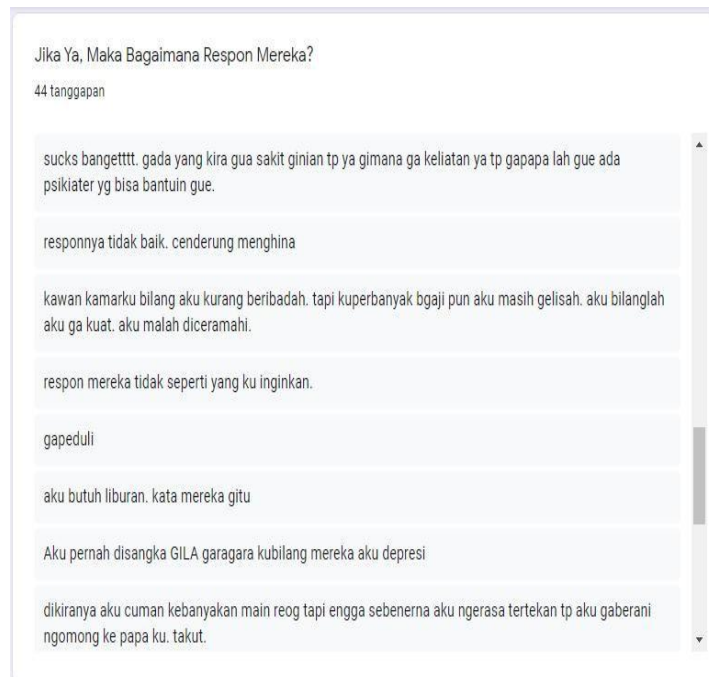 Jika Ya, Maka Bagaimana Respon Mereka?
44 tanggapan
sucks bangetttt. gada yang kira gua sakit ginian tp ya gimana ga keliatan ya tp gapapa lah gue ada
psikiater yg bisa bantuin gue.
responnya tidak baik. cenderung menghina
kawan kamarku bilang aku kurang beribadah. tapi kuperbanyak bgaji pun aku masih gelisah. aku bilanglah
aku ga kuat. aku malah diceramahi.
respon mereka tidak seperti yang ku inginkan.
gapeduli
aku butuh liburan. kata mereka gitu
Aku pernah disangka GILA garagara kubilang mereka aku depresi
dikiranya aku cuman kebanyakan main reog tapi engga sebenerna aku ngerasa tertekan tp aku gaberani
ngomong ke papa ku. takut.